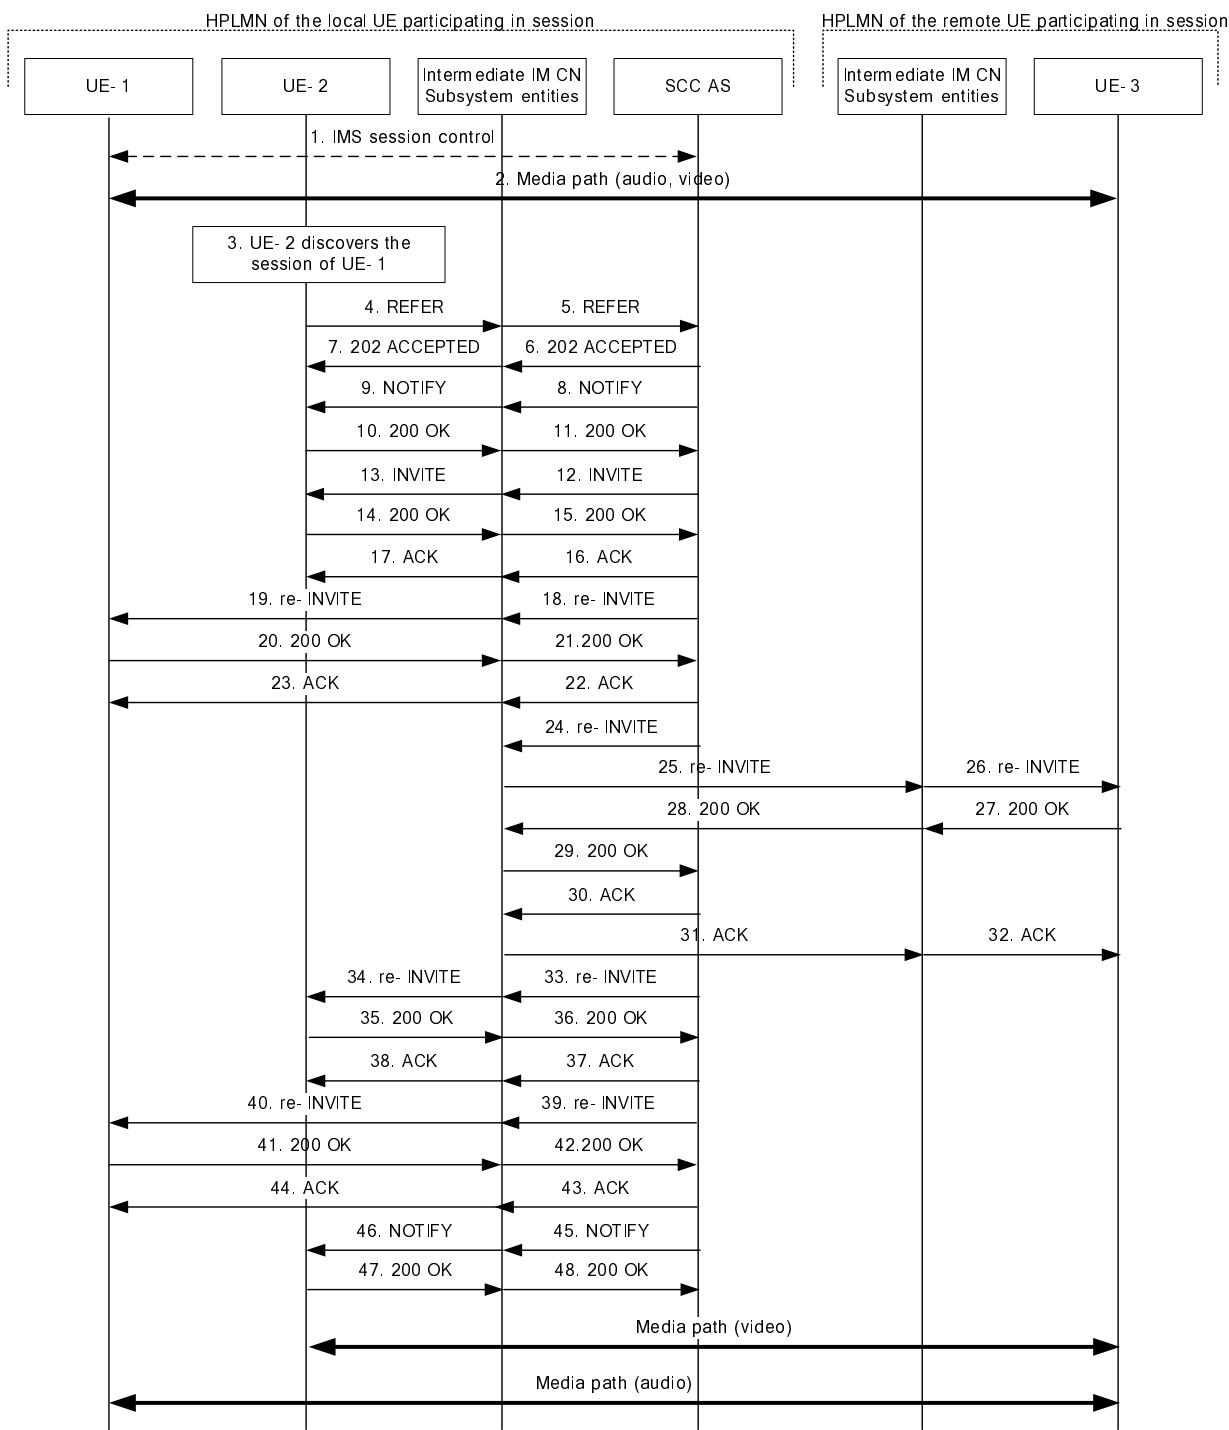 HPLMN of the local UE participating in session
HPLMN of the remote UE participating in session
UE- 1
UE- 2
Intermediate IM CN
Subsystem entities
SCC AS
Intermediate IM CN
Subsystem entities
UE- 3
1. IMS session control
2. Media path (audio, video)
3. UE- 2 discovers the
session of UE- 1
4. REFER
5. REFER
7. 202 ACCEPTED
6. 202 ACCEPTED
9. NOTIFY
8. NOTIFY
10. 200 OK
11. 200 OK
13. INVITE
12. INVITE
14. 200 OK
15. 200 OK
17. ACK
16. ACK
19. re- INVITE
18. re- INVITE
20. 200 OK
21.200 OK
23. ACK
22. ACK
24. re- INVITE
25. re- INVITE
26. re- INVITE
28. 200 OK
27. 200 OK
29. 200 OK
30. ACK
31. ACK
32. ACK
34. re- INVITE
33. re- INVITE
35. 200 OK
36. 200 OK
38. ACK
37. ACK
40. re- INVITE
39. re- INVITE
41. 200 OK
42.200 OK
44. ACK
43. ACK
46. NOTIFY
45. NOTIFY
47. 200 OK
48. 200 OK
Media path (video)
Media path (audio)